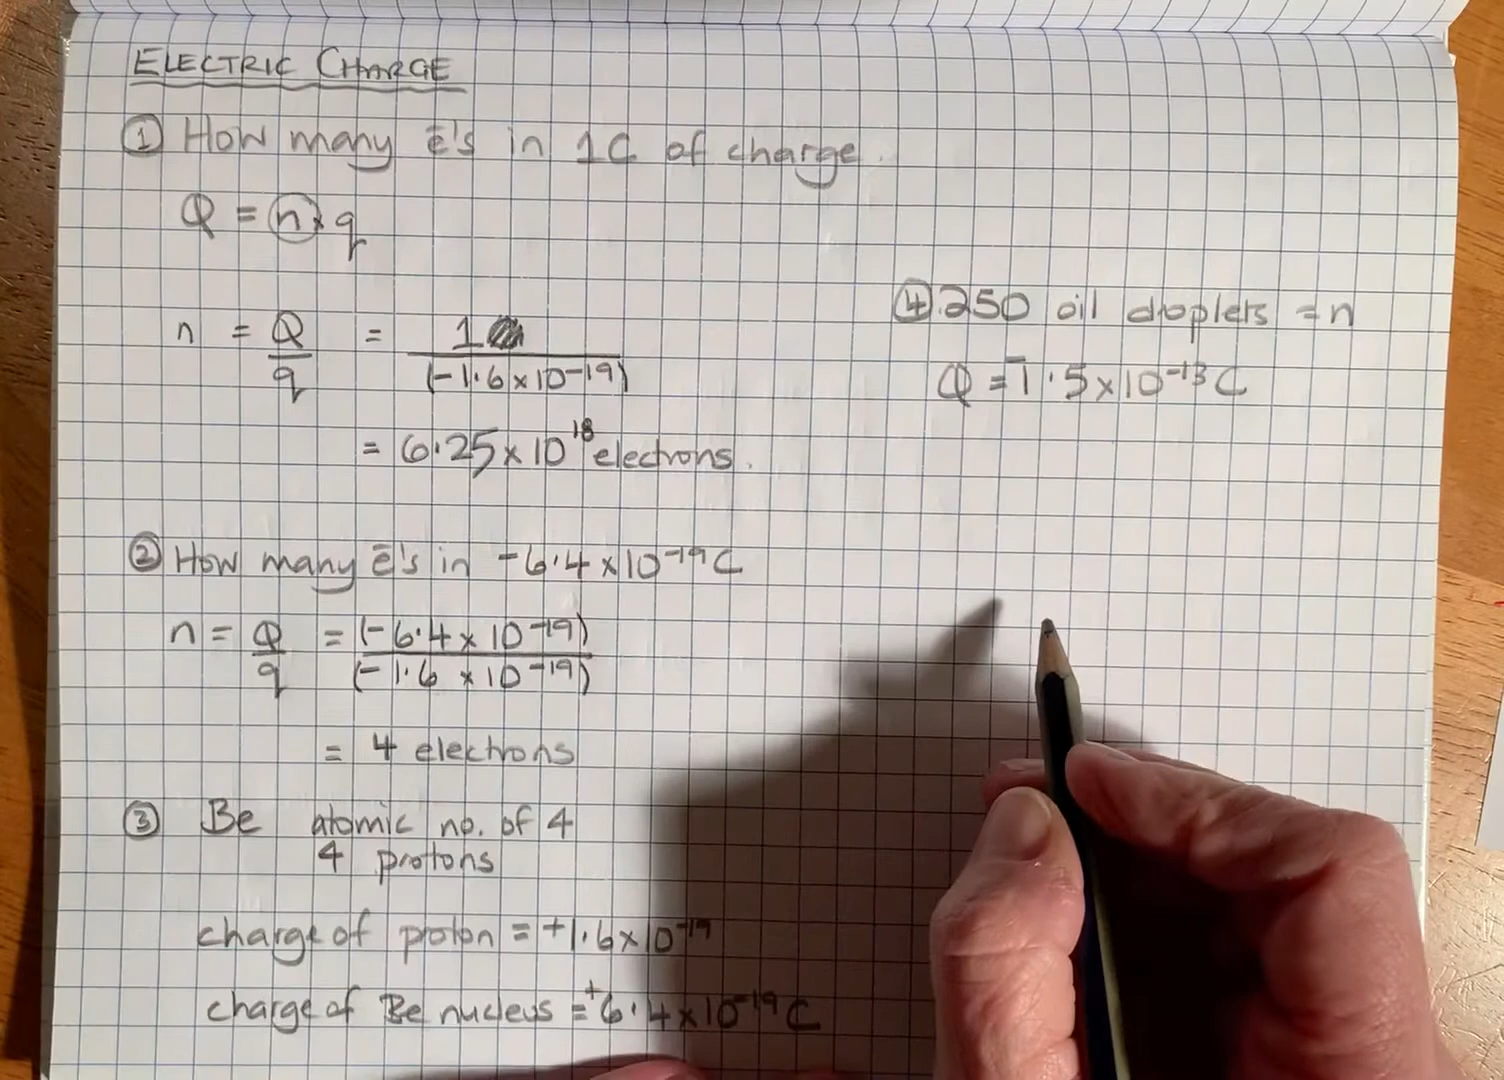 ELECTRIC CHARGE
① How many ē's in 1C of charge.
Q = n × q
n = Q/q = 1/(-1.6 × 10⁻¹⁹)
= 6.25 × 10¹⁸ electrons.
② How many ē's in -6.4 × 10⁻¹⁹ C
n = Q/q = (-6.4 × 10⁻¹⁹)/(-1.6 × 10⁻¹⁹)
= 4 electrons
③ Be atomic no. of 4
4 protons
charge of proton = +1.6 × 10⁻¹⁹
charge of Be nucleus = +6.4 × 10⁻¹⁹ C
④ 250 oil droplets = n
Q = -1.5 × 10⁻¹³ C